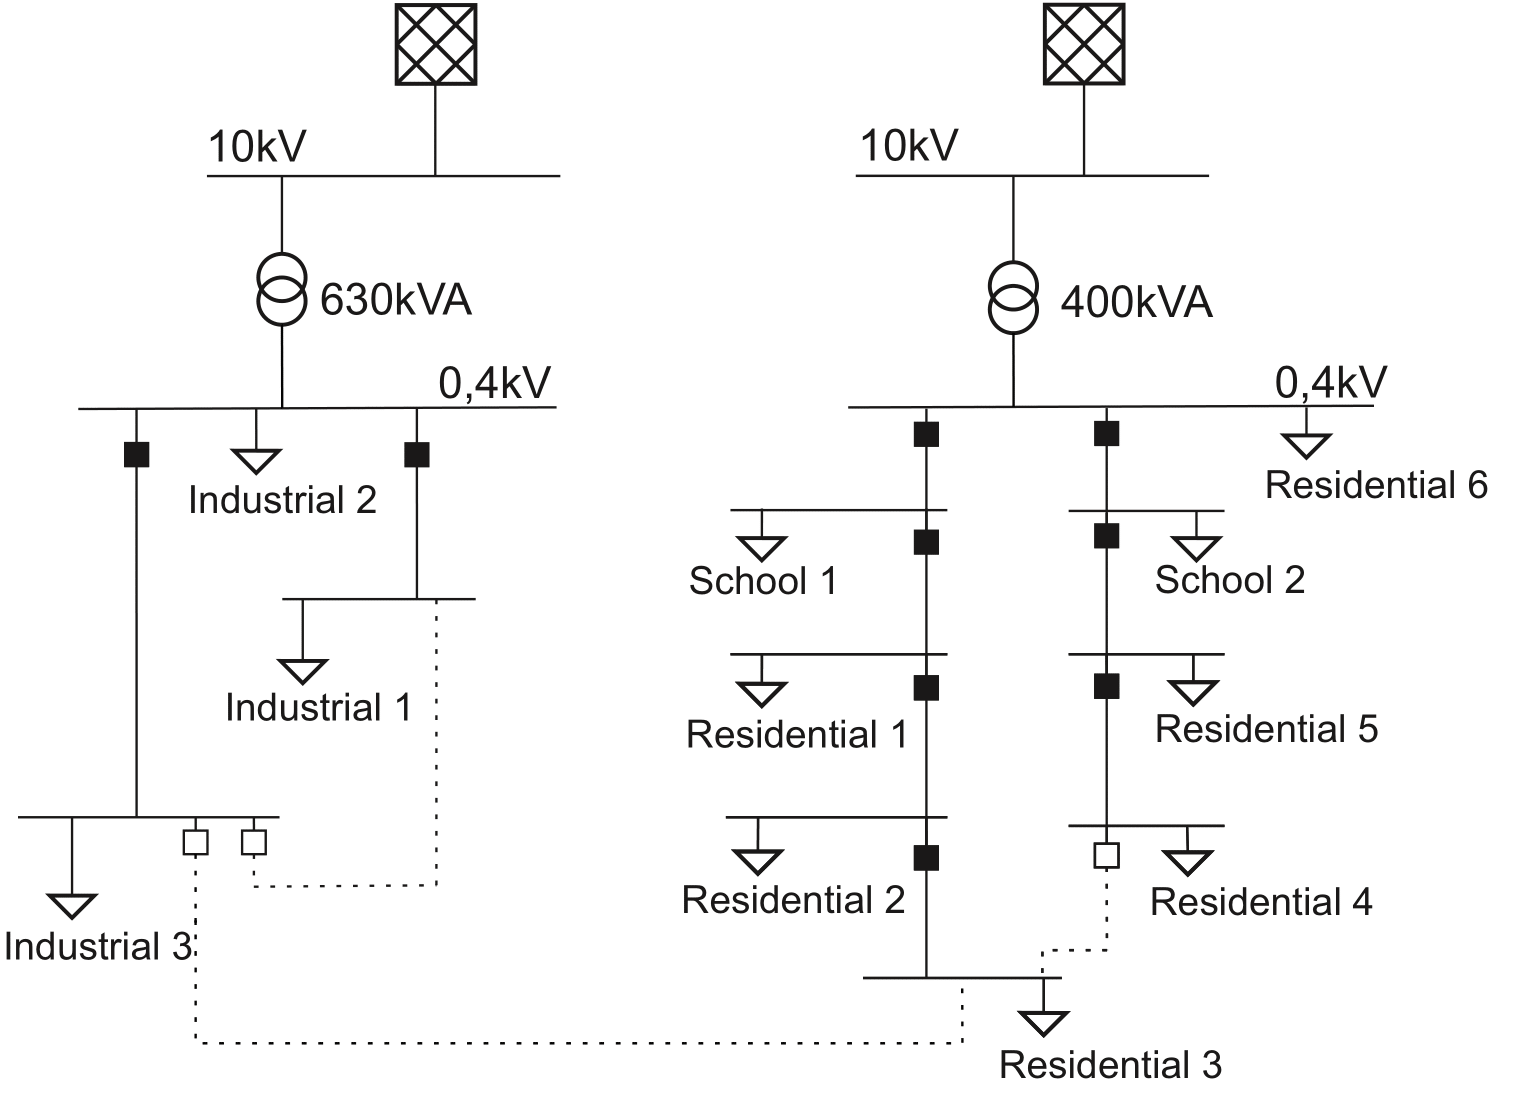 10kV
10kV
630kVA
400kVA
0,4kV
0,4kV
Industrial 2
Residential 6
School 1
School 2
Industrial 1
Residential 1
Residential 5
Residential 2
Residential 4
Industrial 3
Residential 3